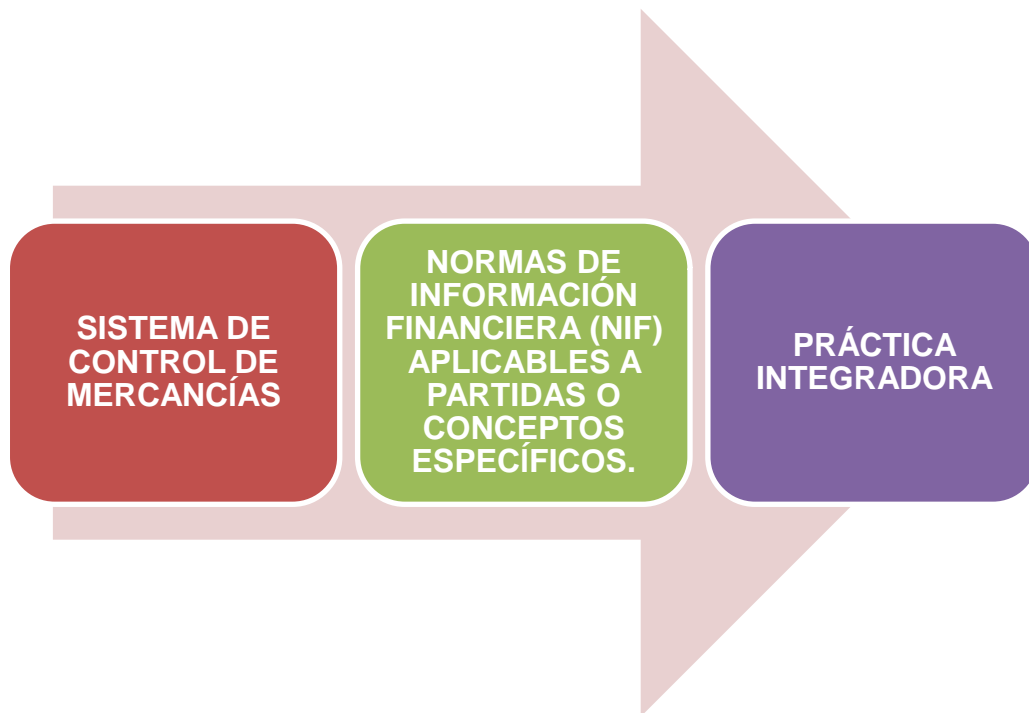 SISTEMA DE
CONTROL DE
MERCANCÍAS
NORMAS DE
INFORMACIÓN
FINANCIERA (NIF)
APLICABLES A
PARTIDAS O
CONCEPTOS
ESPECÍFICOS.
PRÁCTICA
INTEGRADORA